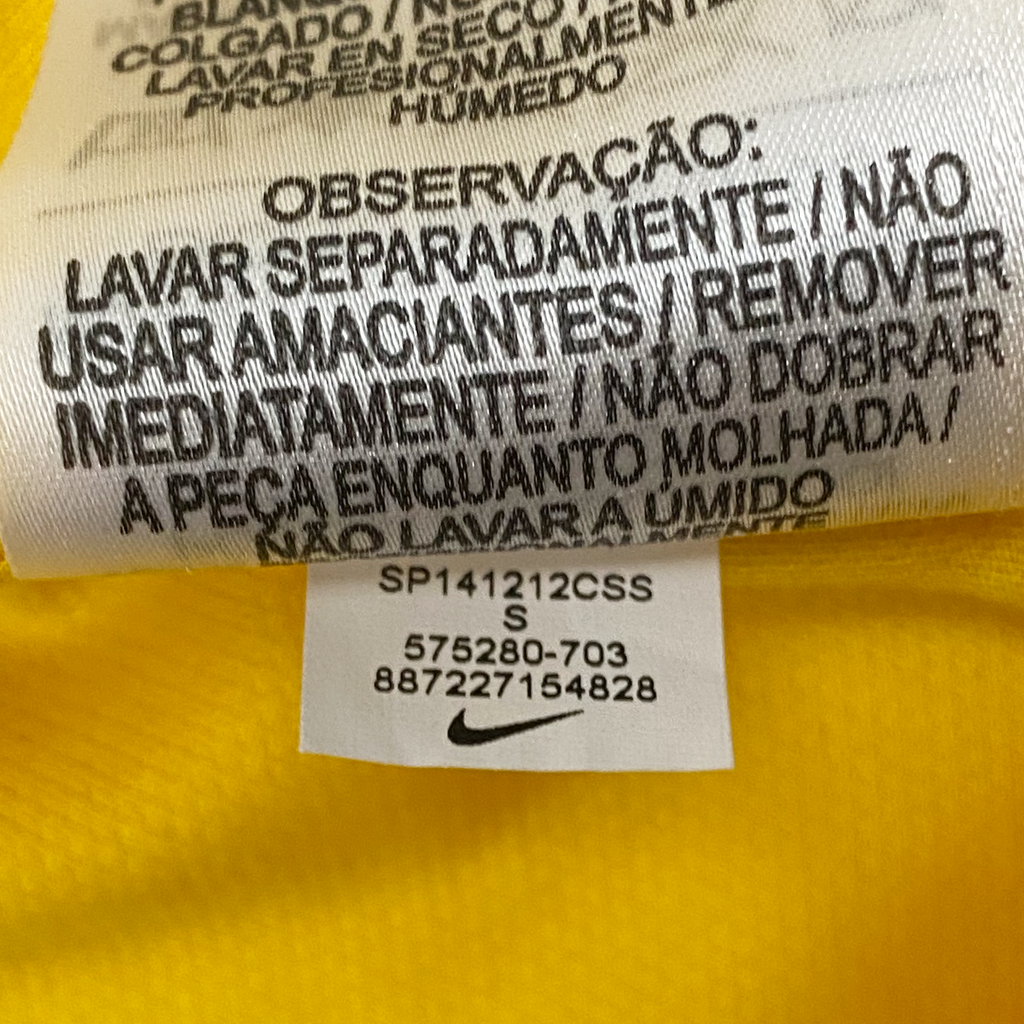 COLGADO /
LAVAR EN SECO /
PROFESIONALMENTE
HÚMEDO
OBSERVAÇÃO:
LAVAR SEPARADAMENTE / NÃO
USAR AMACIANTES / REMOVER
IMEDIATAMENTE / NÃO DOBRAR
A PEÇA ENQUANTO MOLHADA /
NÃO LAVAR A ÚMIDO
SP141212CSS
S
575280-703
887227154828